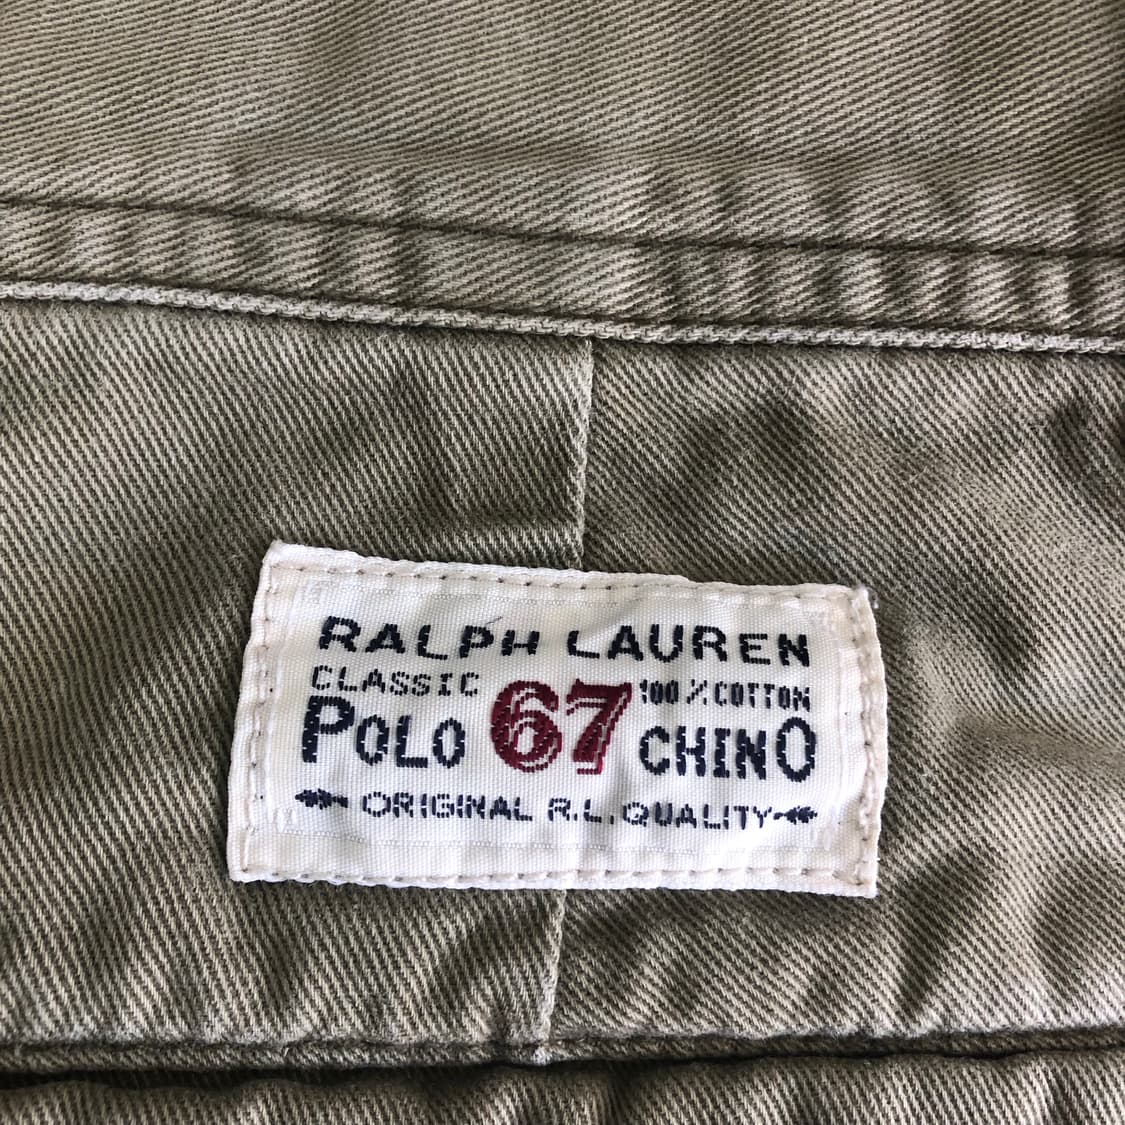 RALPH LAUREN
CLASSIC 67 100% COTTON
POLO CHINO
ORIGINAL R.L. QUALITY